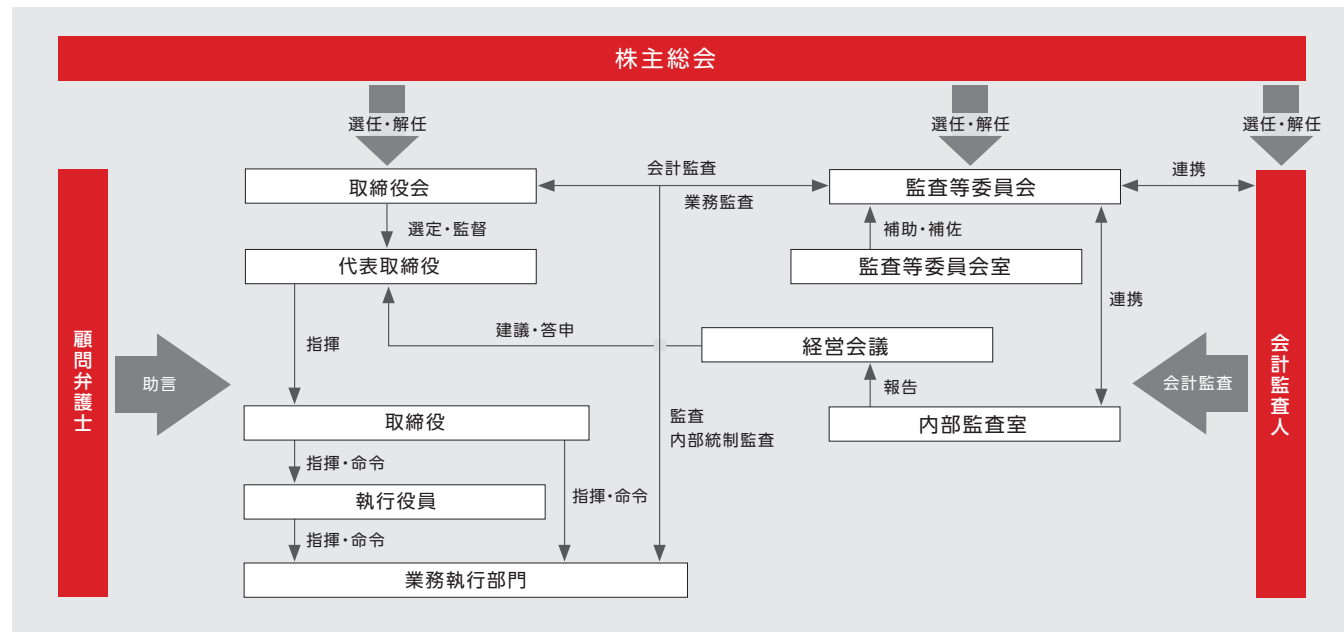 株主総会
選任・解任
選任・解任
選任・解任
取締役会
会計監査
業務監査
監査等委員会
連携
選定・監督
補助・補佐
代表取締役
監査等委員会室
連携
建議・答申
経営会議
指揮
報告
顧問弁護士
助言
会計監査
会計監査人
取締役
監査
内部統制監査
内部監査室
指揮・命令
執行役員
指揮・命令
指揮・命令
業務執行部門